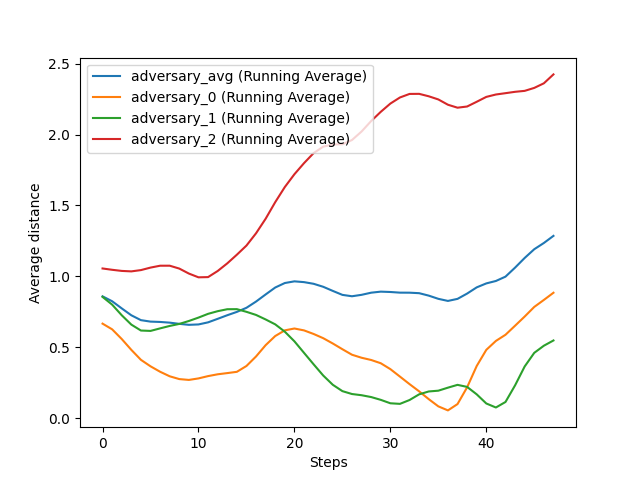 adversary_avg (Running Average)
adversary_0 (Running Average)
adversary_1 (Running Average)
adversary_2 (Running Average)
Average distance
2.5
2.0
1.5
1.0
0.5
0.0
0 10 20 30 40
Steps